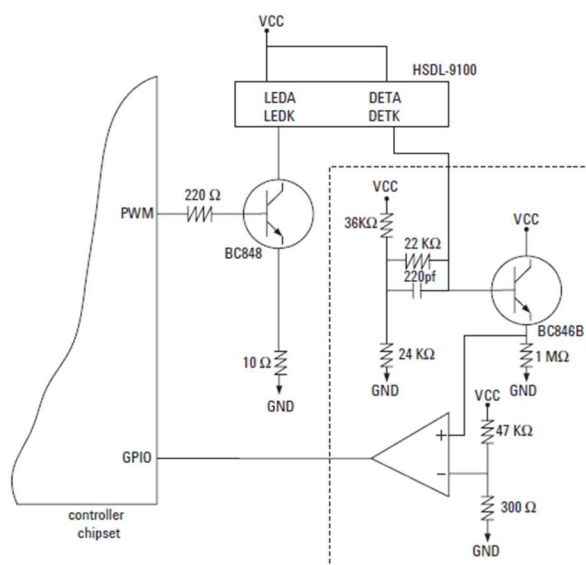 VCC
HSDL-9100
LEDA DETA
LEDK DETK
220 Ω
PWM
BC848
VCC
36KΩ
22 KΩ
220pf
VCC
BC846B
10 Ω
GND
24 KΩ
GND
1 MΩ
GND
VCC
47 KΩ
+
−
GPIO
300 Ω
GND
controller
chipset